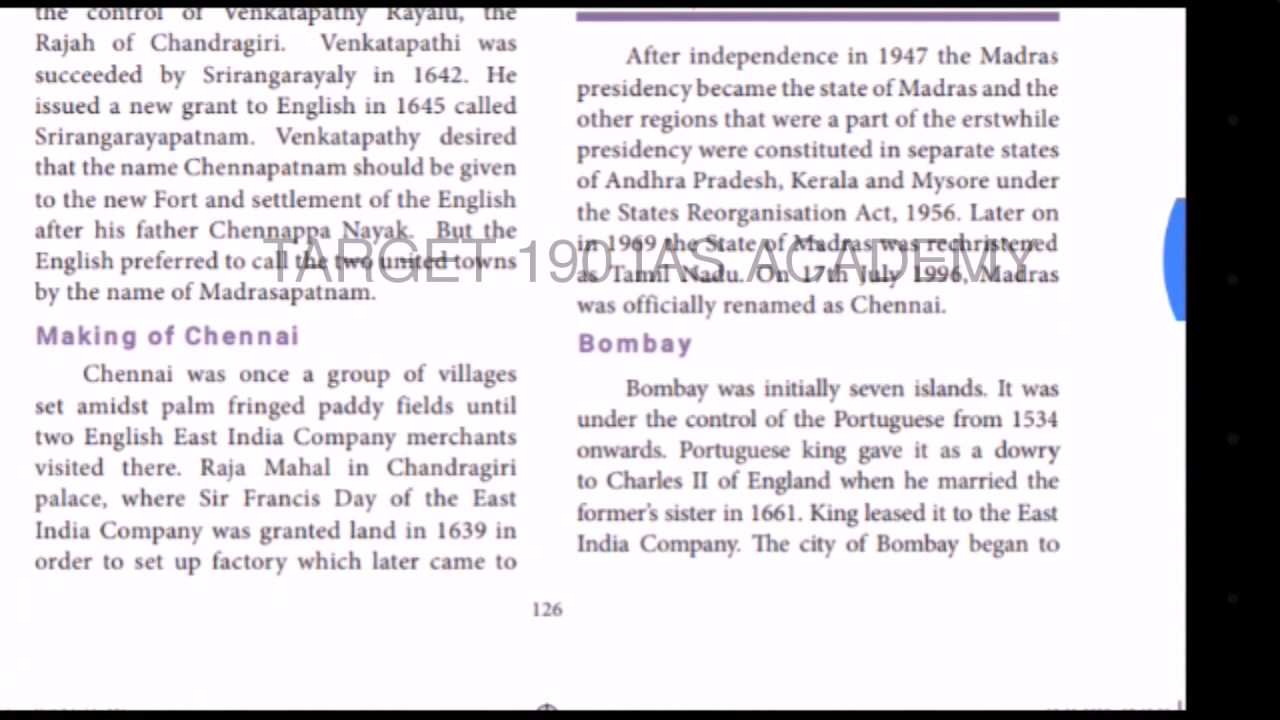 the control of Venkatapathy Rayalu, the
Rajah of Chandragiri. Venkatapathi was
succeeded by Srirangarayaly in 1642. He
issued a new grant to English in 1645 called
Srirangarayapatnam. Venkatapathy desired
that the name Chennapatnam should be given
to the new Fort and settlement of the English
after his father Chennappa Nayak. But the
English preferred to call the two united towns
by the name of Madrasapatnam.
Making of Chennai
Chennai was once a group of villages
set amidst palm fringed paddy fields until
two English East India Company merchants
visited there. Raja Mahal in Chandragiri
palace, where Sir Francis Day of the East
India Company was granted land in 1639 in
order to set up factory which later came to
After independence in 1947 the Madras
presidency became the state of Madras and the
other regions that were a part of the erstwhile
presidency were constituted in separate states
of Andhra Pradesh, Kerala and Mysore under
the States Reorganisation Act, 1956. Later on
in 1969 the State of Madras was rechristened
as Tamil Nadu. On 17th July 1996, Madras
was officially renamed as Chennai.
Bombay
Bombay was initially seven islands. It was
under the control of the Portuguese from 1534
onwards. Portuguese king gave it as a dowry
to Charles II of England when he married the
former's sister in 1661. King leased it to the East
India Company. The city of Bombay began to
126
TARGET 190 IAS ACADEMY